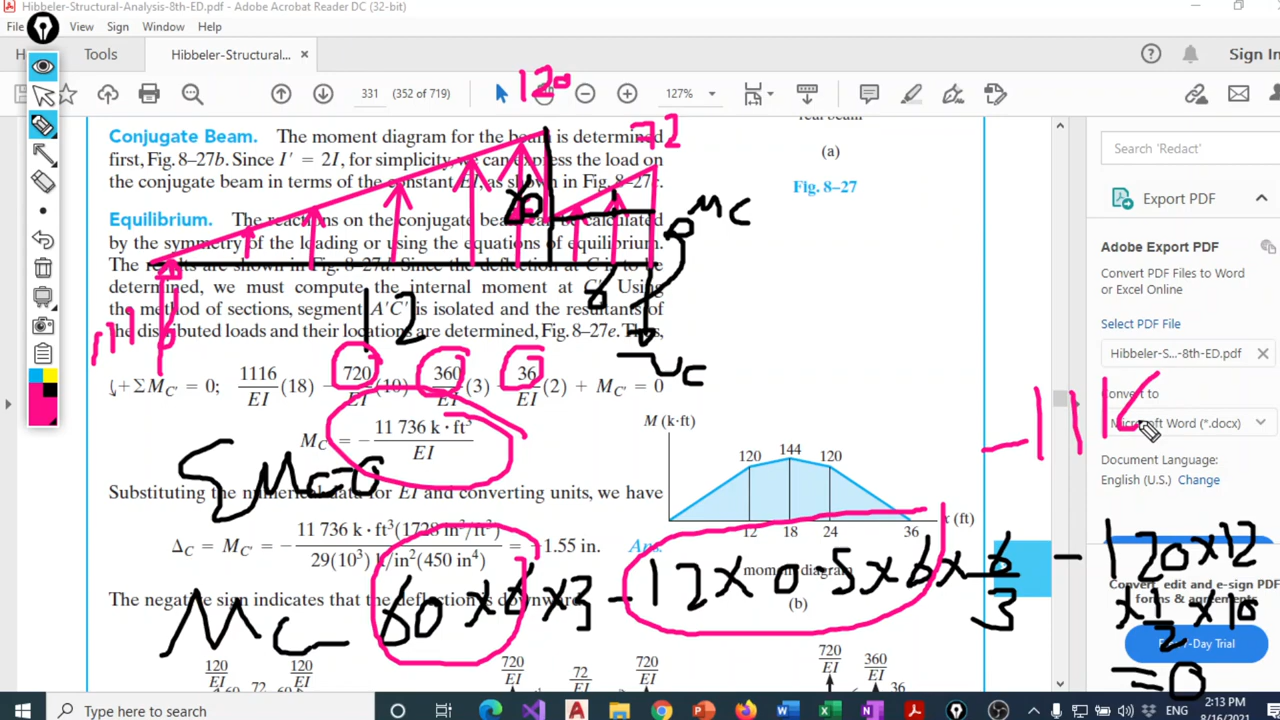 Hibbeler-Structural-Analysis-8th-ED.pdf - Adobe Acrobat Reader DC (32-bit)
File View Sign Window Help
Tools Hibbeler-Structural... × Sign In
331 (352 of 719) 127%
120
72
Conjugate Beam. The moment diagram for the beam is determined
first, Fig. 8–27b. Since I′ = 2I, for simplicity, we can express the load on
the conjugate beam in terms of the constant EI, as shown in Fig. 8–27c.
(a)
Fig. 8–27
60
MC
Equilibrium. The reactions on the conjugate beam can be calculated
by the symmetry of the loading or using the equations of equilibrium.
The results are shown in Fig. 8–27d. Since the deflection at C is to be
determined, we must compute the internal moment at C′. Using
the method of sections, segment A′C′ is isolated and the resultants of
the distributed loads and their locations are determined, Fig. 8–27e. Thus,
1116
12
6
VC
↓+ΣMC′ = 0; 1116/EI (18) − 720/EI (10) − 360/EI (3) − 36/EI (2) + MC′ = 0
MC′ = − 11 736 k · ft³/EI
ΣMC=0
Substituting the numerical data for EI and converting units, we have
ΔC = MC′ = − 11 736 k · ft³(1728 in³/ft³) / 29(10³) k/in²(450 in⁴) = −1.55 in. Ans.
The negative sign indicates that the deflection is downward.
MC - 60×6×3 - 12×0.5×6×6/3 - 120×12
×1/2×10
=0
M (k·ft)
120 144 120
12 18 24 36
x (ft)
moment diagram
(b)
120/EI 120/EI
60 72
720/EI 72/EI 720/EI
720/EI 360/EI
36
Search 'Redact'
Export PDF
Adobe Export PDF
Convert PDF Files to Word
or Excel Online
Select PDF File
Hibbeler-S...-8th-ED.pdf ×
Convert to
Microsoft Word (*.docx)
Document Language:
English (U.S.) Change
Convert, edit and e-sign PDF
forms & agreements
Free 7-Day Trial
Type here to search
ENG
2:13 PM